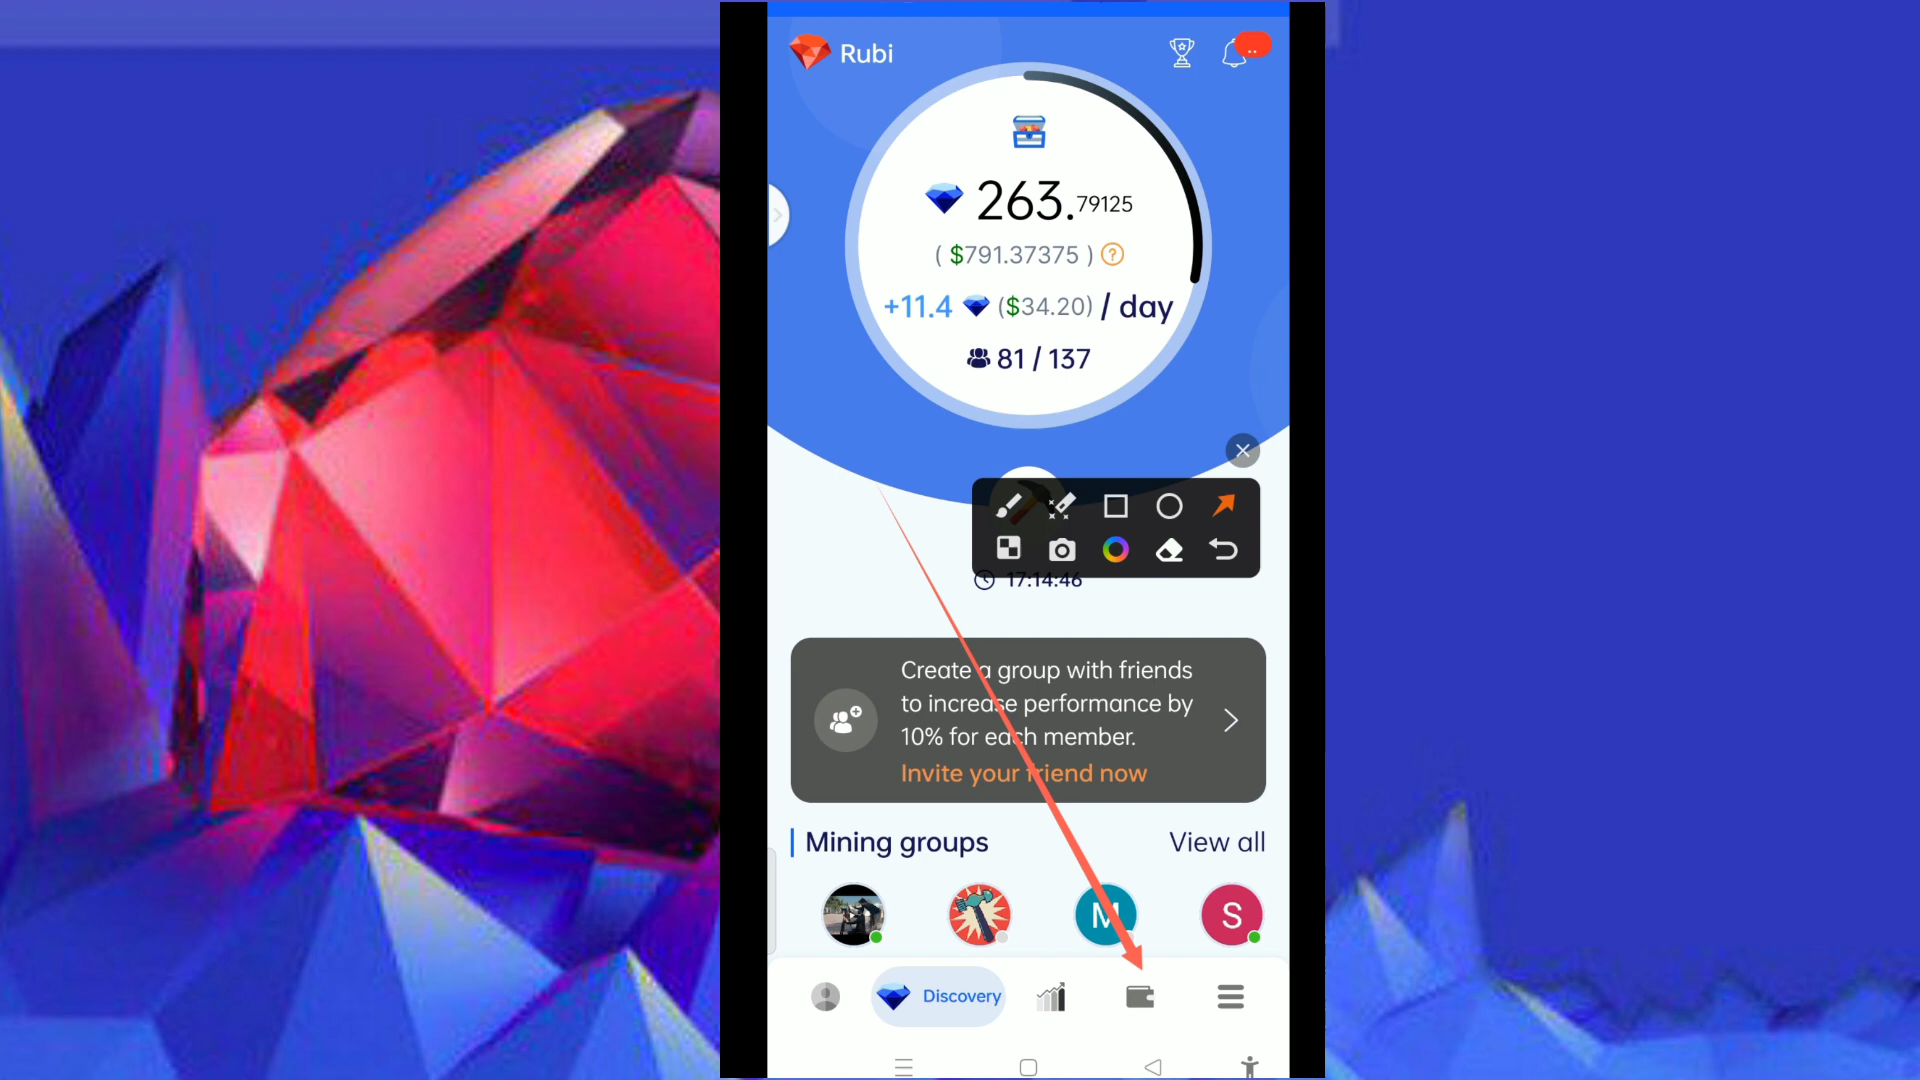 Rubi
..
263.79125
( $791.37375 ) ?
+11.4 ($34.20) / day
81 / 137
17:14:46
Create a group with friends
to increase performance by
10% for each member.
Invite your friend now
Mining groups
View all
M
S
Discovery